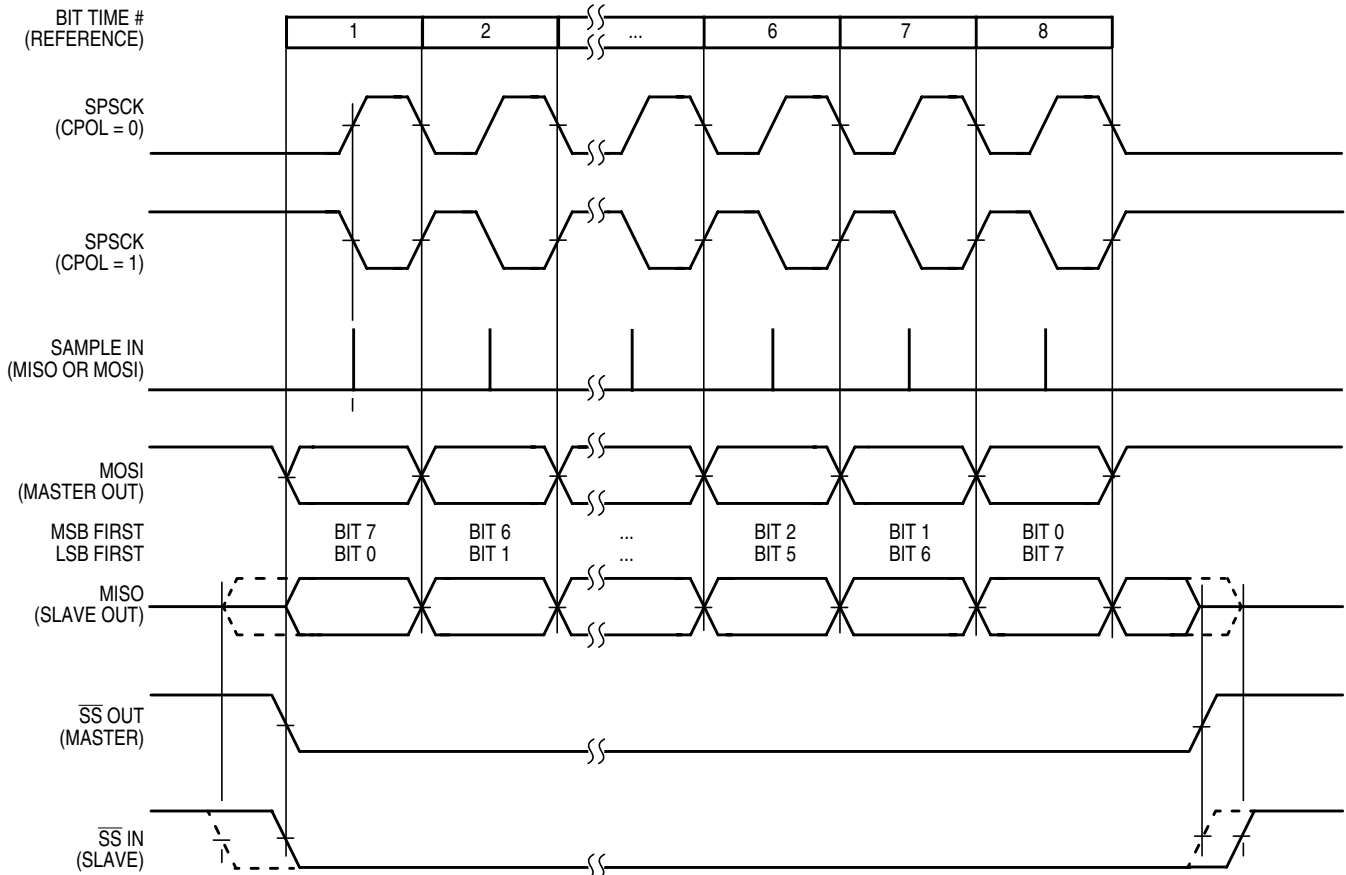 BIT TIME #
(REFERENCE)
1 2 ... 6 7 8
SPSCK
(CPOL = 0)
SPSCK
(CPOL = 1)
SAMPLE IN
(MISO OR MOSI)
MOSI
(MASTER OUT)
MSB FIRST BIT 7 BIT 6 ... BIT 2 BIT 1 BIT 0
LSB FIRST BIT 0 BIT 1 ... BIT 5 BIT 6 BIT 7
MISO
(SLAVE OUT)
S̅S̅ OUT
(MASTER)
S̅S̅ IN
(SLAVE)